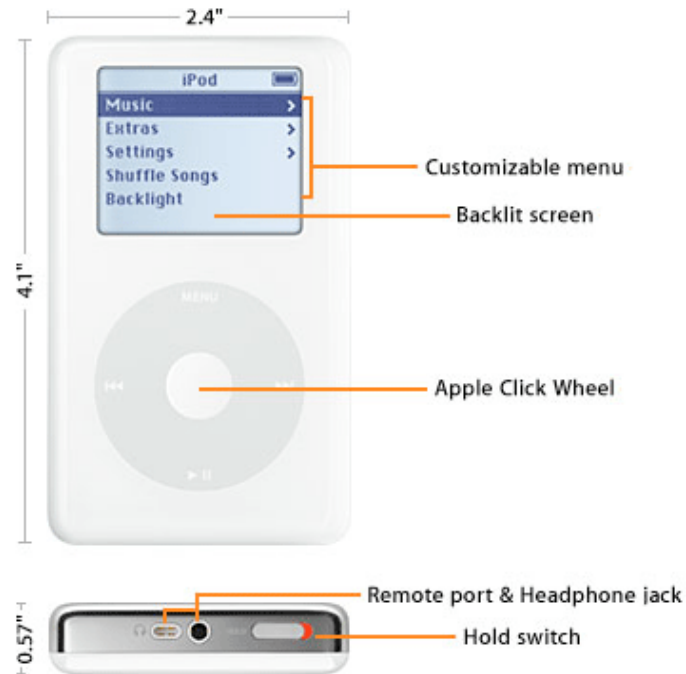 2.4"
iPod
Music
Extras
Settings
Shuffle Songs
Backlight
Customizable menu
Backlit screen
4.1"
MENU
Apple Click Wheel
Remote port & Headphone jack
Hold switch
0.57"